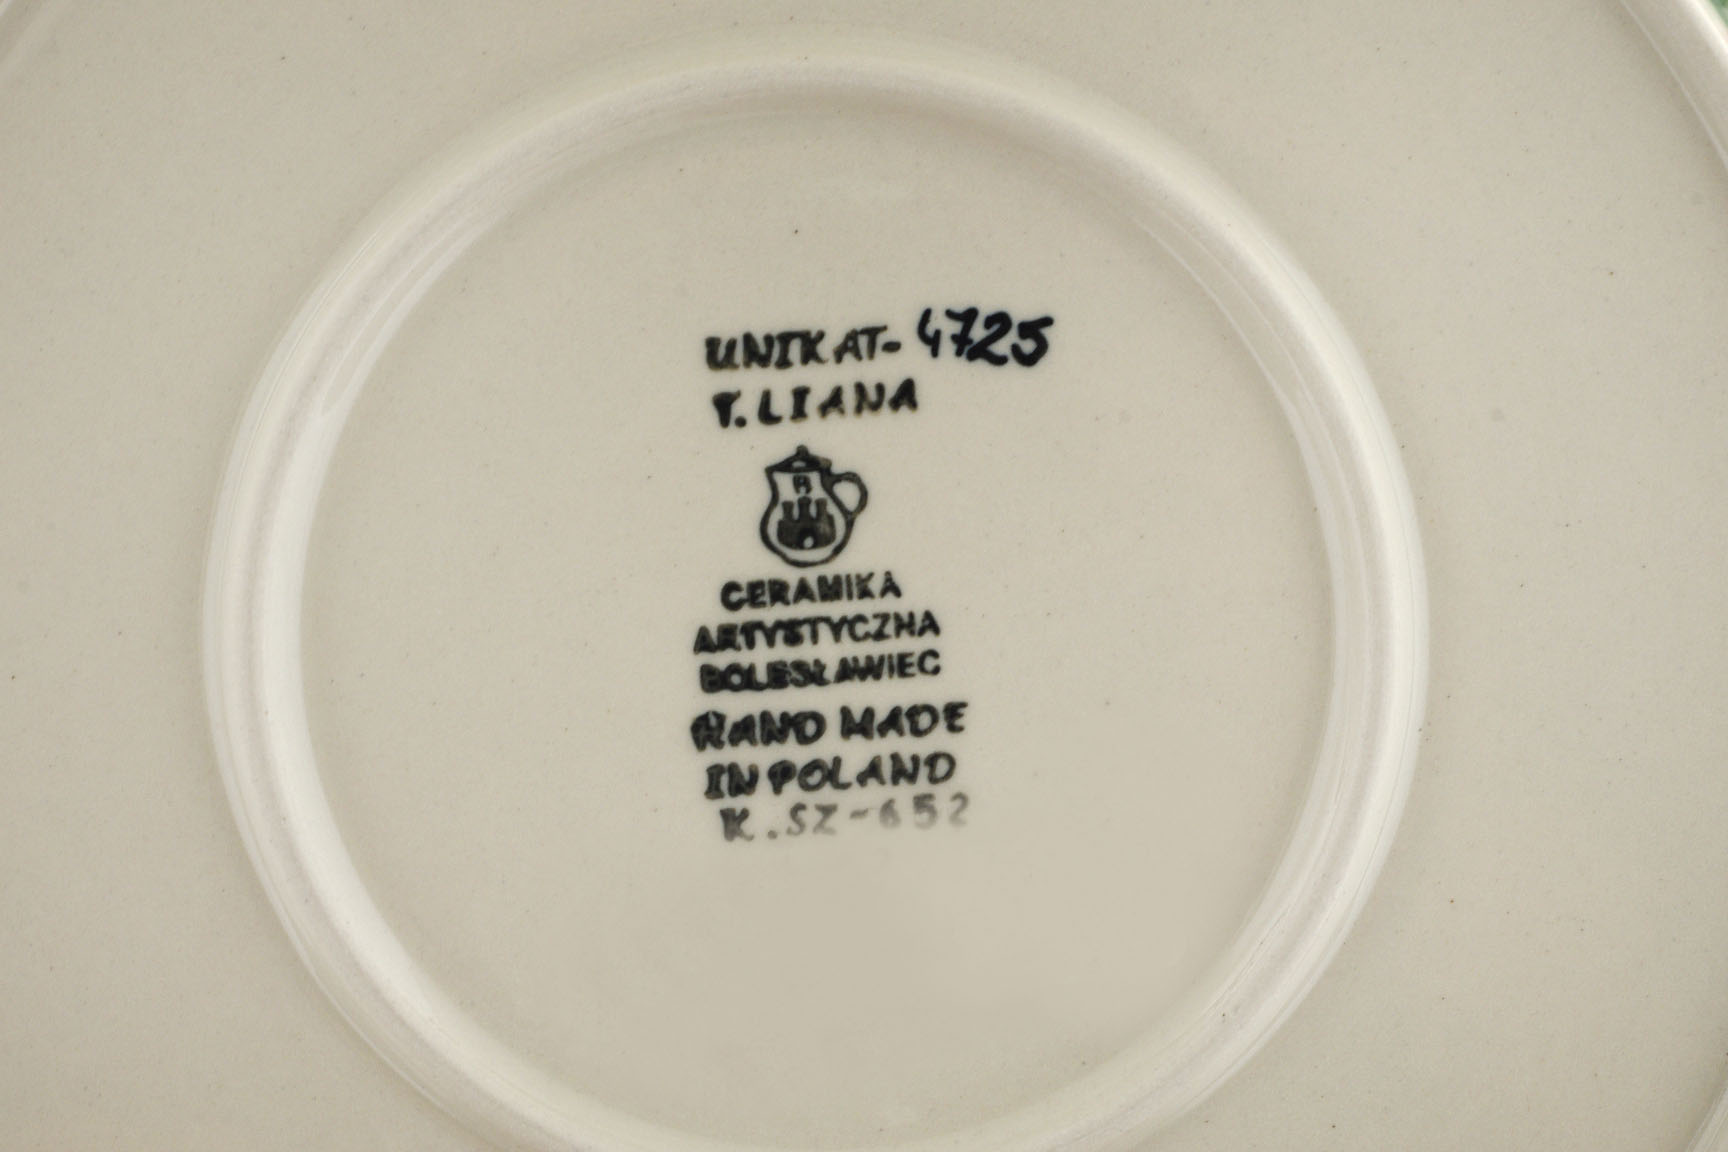 UNIKAT-4725
T.LIANA
CERAMIKA
ARTYSTYCZNA
BOLESŁAWIEC
HAND MADE
IN POLAND
K.SZ-652